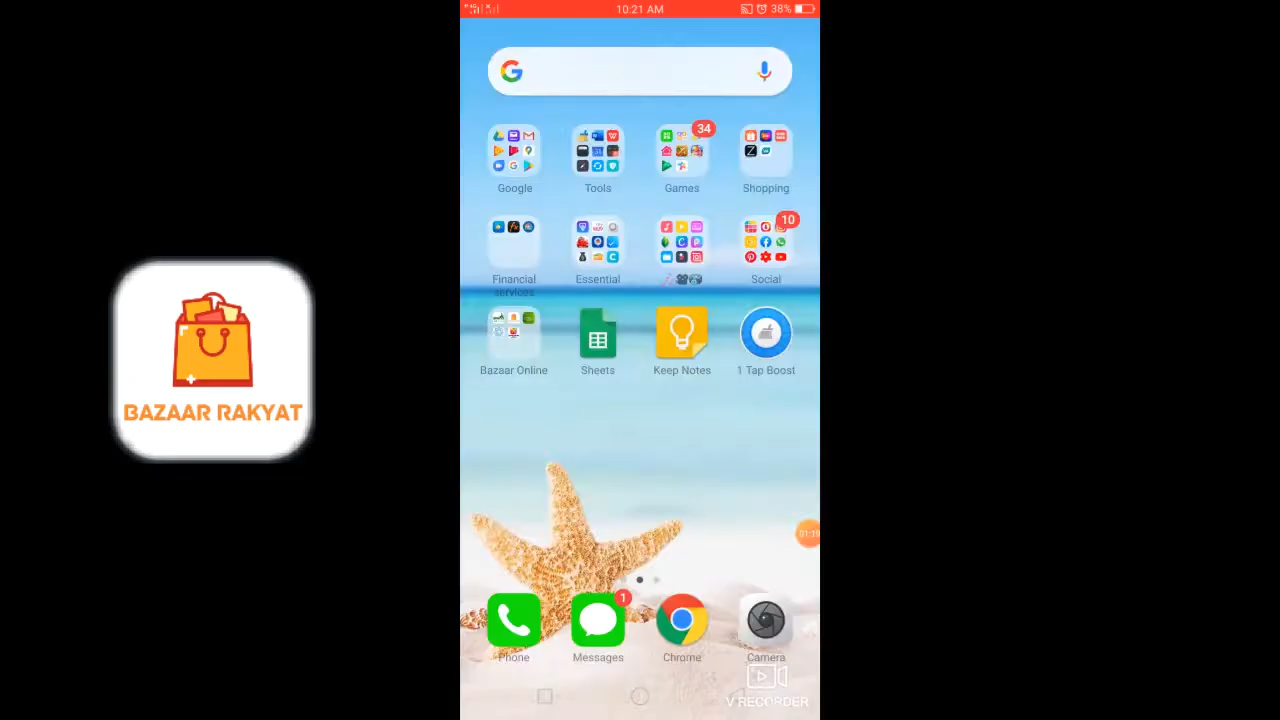 10:21 AM
38%
34
Google
Tools
Games
Shopping
10
Financial services
Essential
Social
Bazaar Online
Sheets
Keep Notes
1 Tap Boost
BAZAAR RAKYAT
1
Phone
Messages
Chrome
Camera
V RECORDER